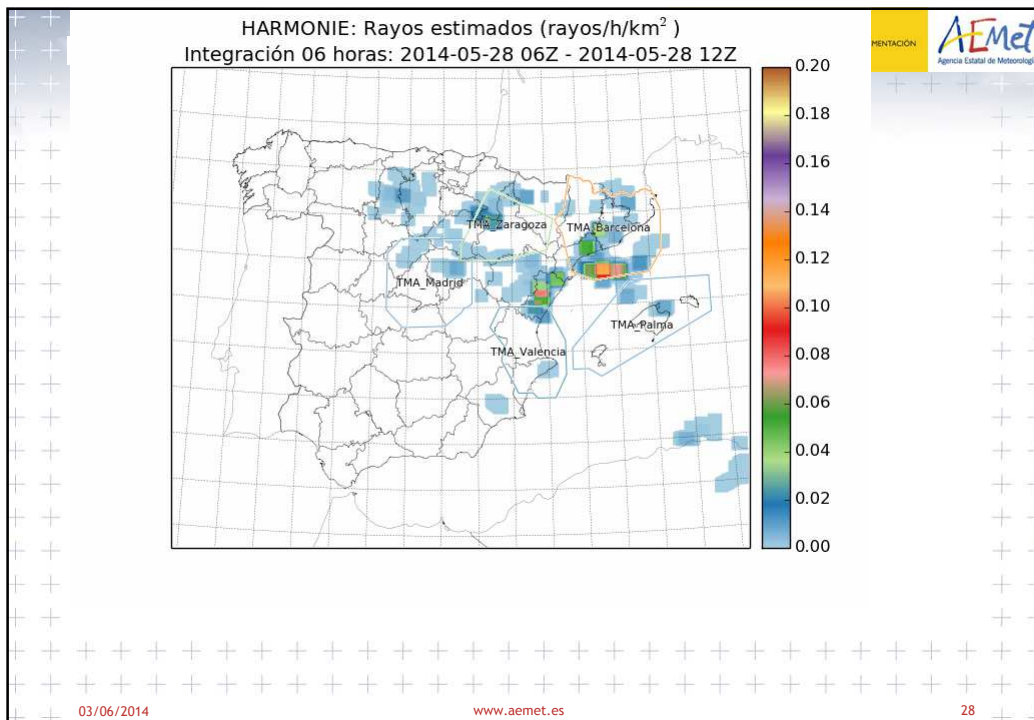 HARMONIE: Rayos estimados (rayos/h/km²)
Integración 06 horas: 2014-05-28 06Z - 2014-05-28 12Z
MENTACIÓN
AEMet
Agencia Estatal de Meteorologí
0.20
0.18
0.16
0.14
0.12
0.10
0.08
0.06
0.04
0.02
0.00
TMA_Zaragoza
TMA_Barcelona
TMA_Madrid
TMA_Palma
TMA_Valencia
03/06/2014
www.aemet.es
28